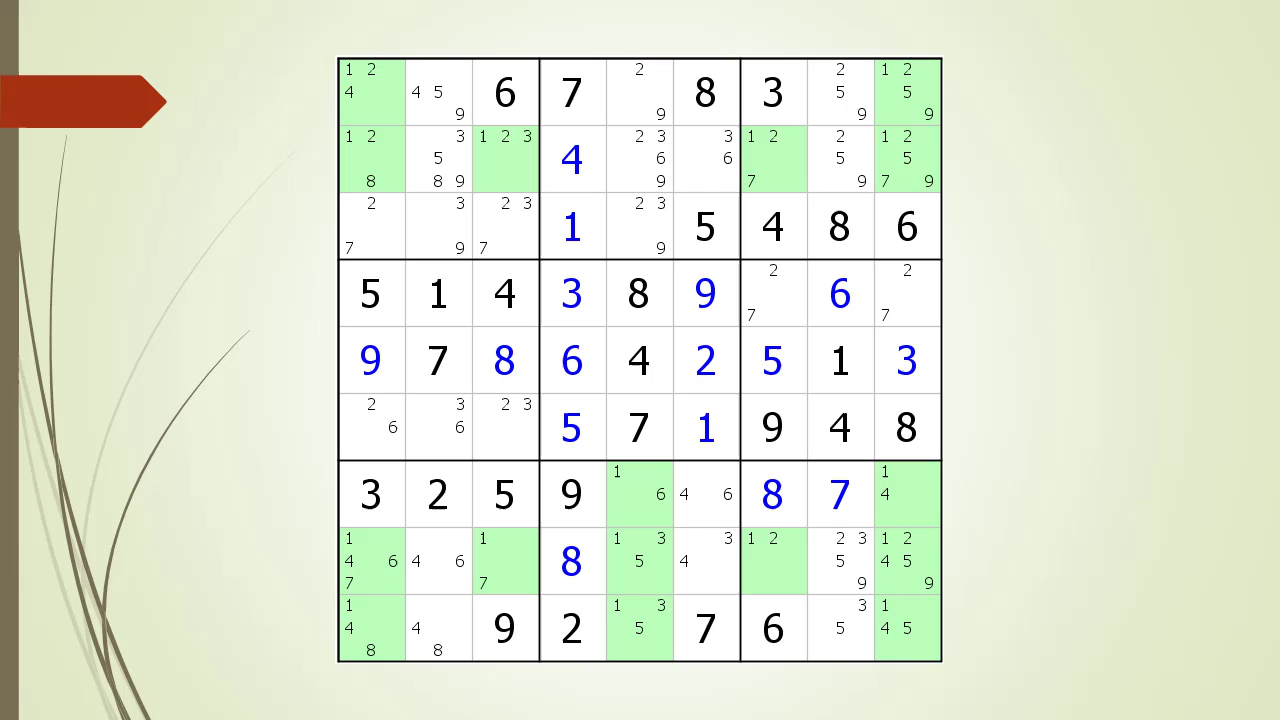 1 2 2 1 2
4 4 5 6 7 8 3 5 5
9 9 9 9
1 2 3 1 2 3 2 3 3 1 2 2 1 2
5 4 6 6 5 5
8 8 9 9 7 9 7 9
2 3 2 3 2 3
1 5 4 8 6
7 9 7 9
2 2
5 1 4 3 8 9 6
7 7
9 7 8 6 4 2 5 1 3
2 3 2 3
6 6 5 7 1 9 4 8
1 1
3 2 5 9 6 4 6 8 7 4
1 1 1 3 3 1 2 2 3 1 2
4 6 4 6 8 5 4 5 4 5
7 7 9 9
1 1 3 3 1
4 4 9 2 5 7 6 5 4 5
8 8